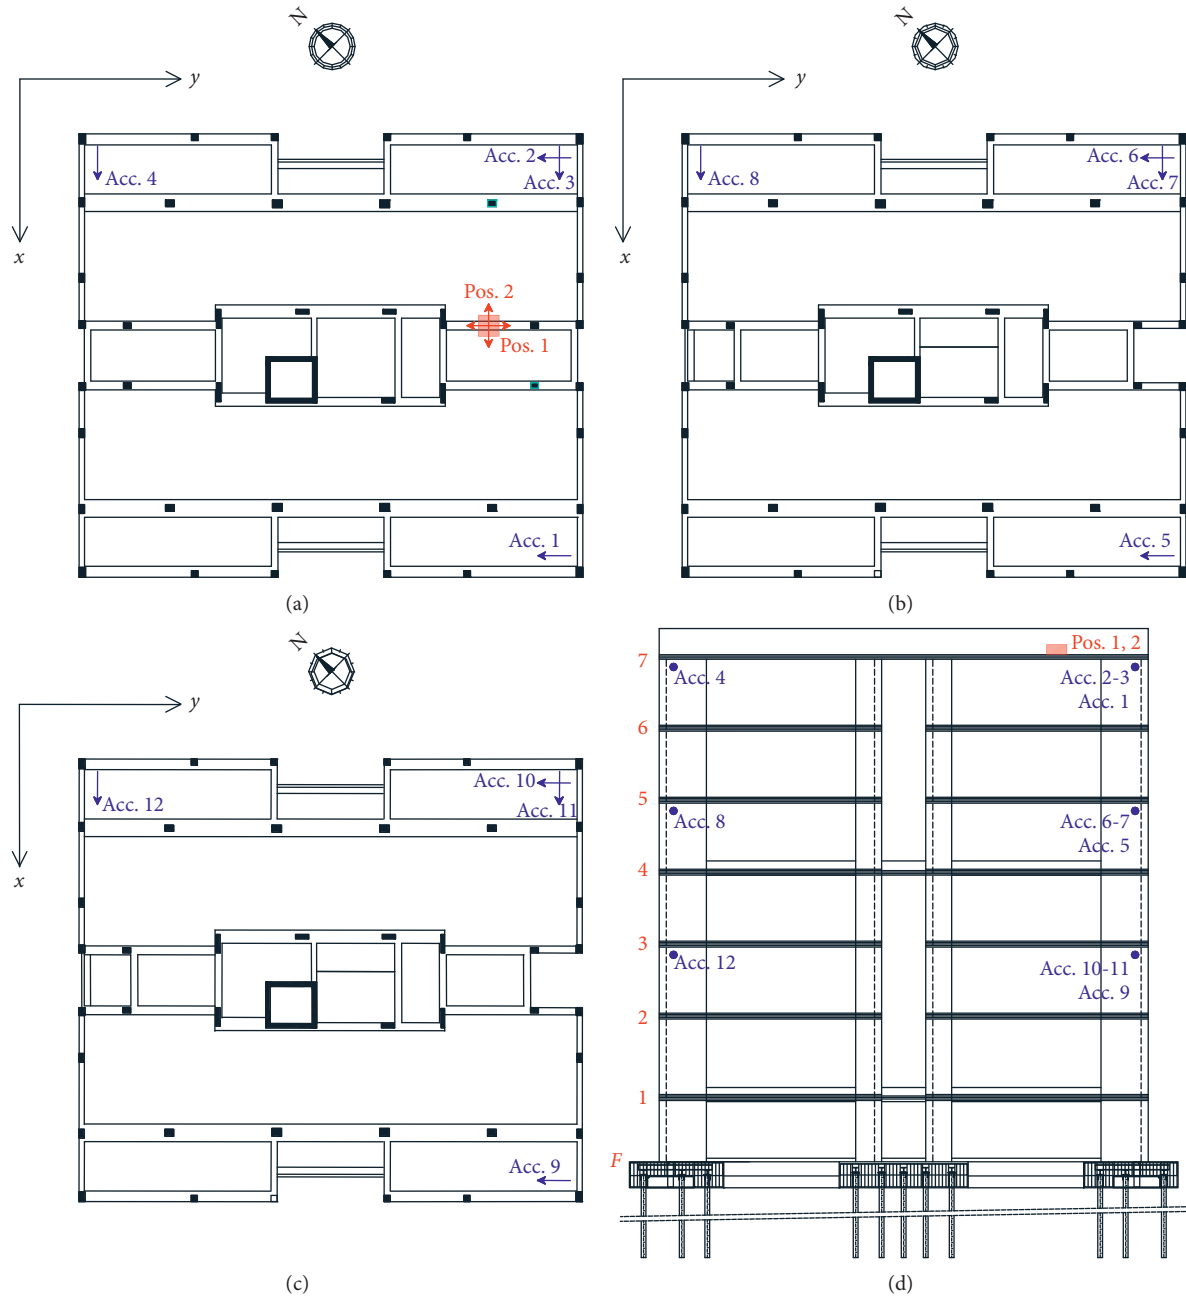 N
y
x
Acc. 4
Acc. 2
Acc. 3
Pos. 2
Pos. 1
Acc. 1
(a)
N
y
x
Acc. 8
Acc. 6
Acc. 7
Acc. 5
(b)
N
y
x
Acc. 12
Acc. 10
Acc. 11
Acc. 9
(c)
Pos. 1, 2
7
Acc. 4
Acc. 2-3
Acc. 1
6
5
Acc. 8
Acc. 6-7
Acc. 5
4
3
Acc. 12
Acc. 10-11
Acc. 9
2
1
F
(d)